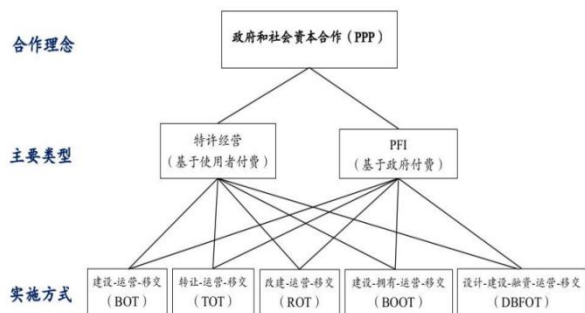 合作理念
政府和社会资本合作（PPP）
主要类型
特许经营
（基于使用者付费）
PFI
（基于政府付费）
实施方式
建设-运营-移交
（BOT）
转让-运营-移交
（TOT）
改建-运营-移交
（ROT）
建设-拥有-运营-移交
（BOOT）
设计-建设-融资-运营-移交
（DBFOT）